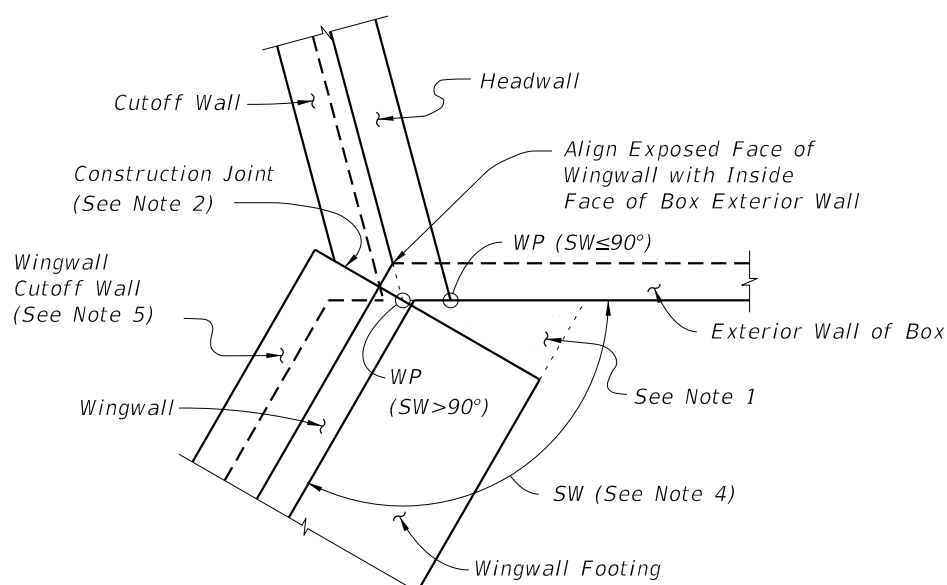 Headwall
Cutoff Wall
Align Exposed Face of
Wingwall with Inside
Face of Box Exterior Wall
Construction Joint
(See Note 2)
WP (SW≤90°)
Wingwall
Cutoff Wall
(See Note 5)
Exterior Wall of Box
WP
(SW>90°)
See Note 1
Wingwall
SW (See Note 4)
Wingwall Footing